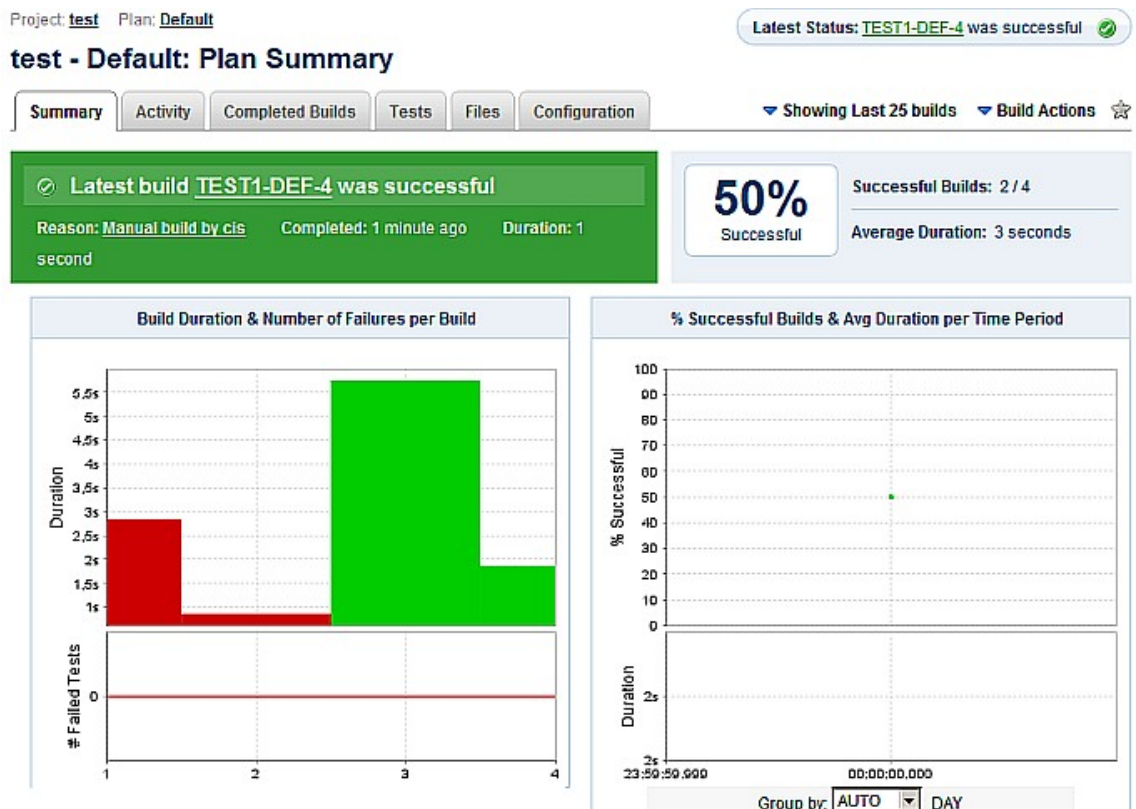 Project: test Plan: Default
Latest Status: TEST1-DEF-4 was successful
test - Default: Plan Summary
Summary Activity Completed Builds Tests Files Configuration
Showing Last 25 builds Build Actions
Latest build TEST1-DEF-4 was successful
Reason: Manual build by cis Completed: 1 minute ago Duration: 1
second
50%
Successful
Successful Builds: 2 / 4
Average Duration: 3 seconds
Build Duration & Number of Failures per Build
Duration
5,5s
5s
4,5s
4s
3,5s
3s
2,5s
2s
1,5s
1s
# Failed Tests
0
1 2 3 4
% Successful Builds & Avg Duration per Time Period
% Successful
100
90
80
70
60
50
40
30
20
10
0
Duration
2s
2s
23:59:59.999 00:00:00.000
Group by: AUTO DAY